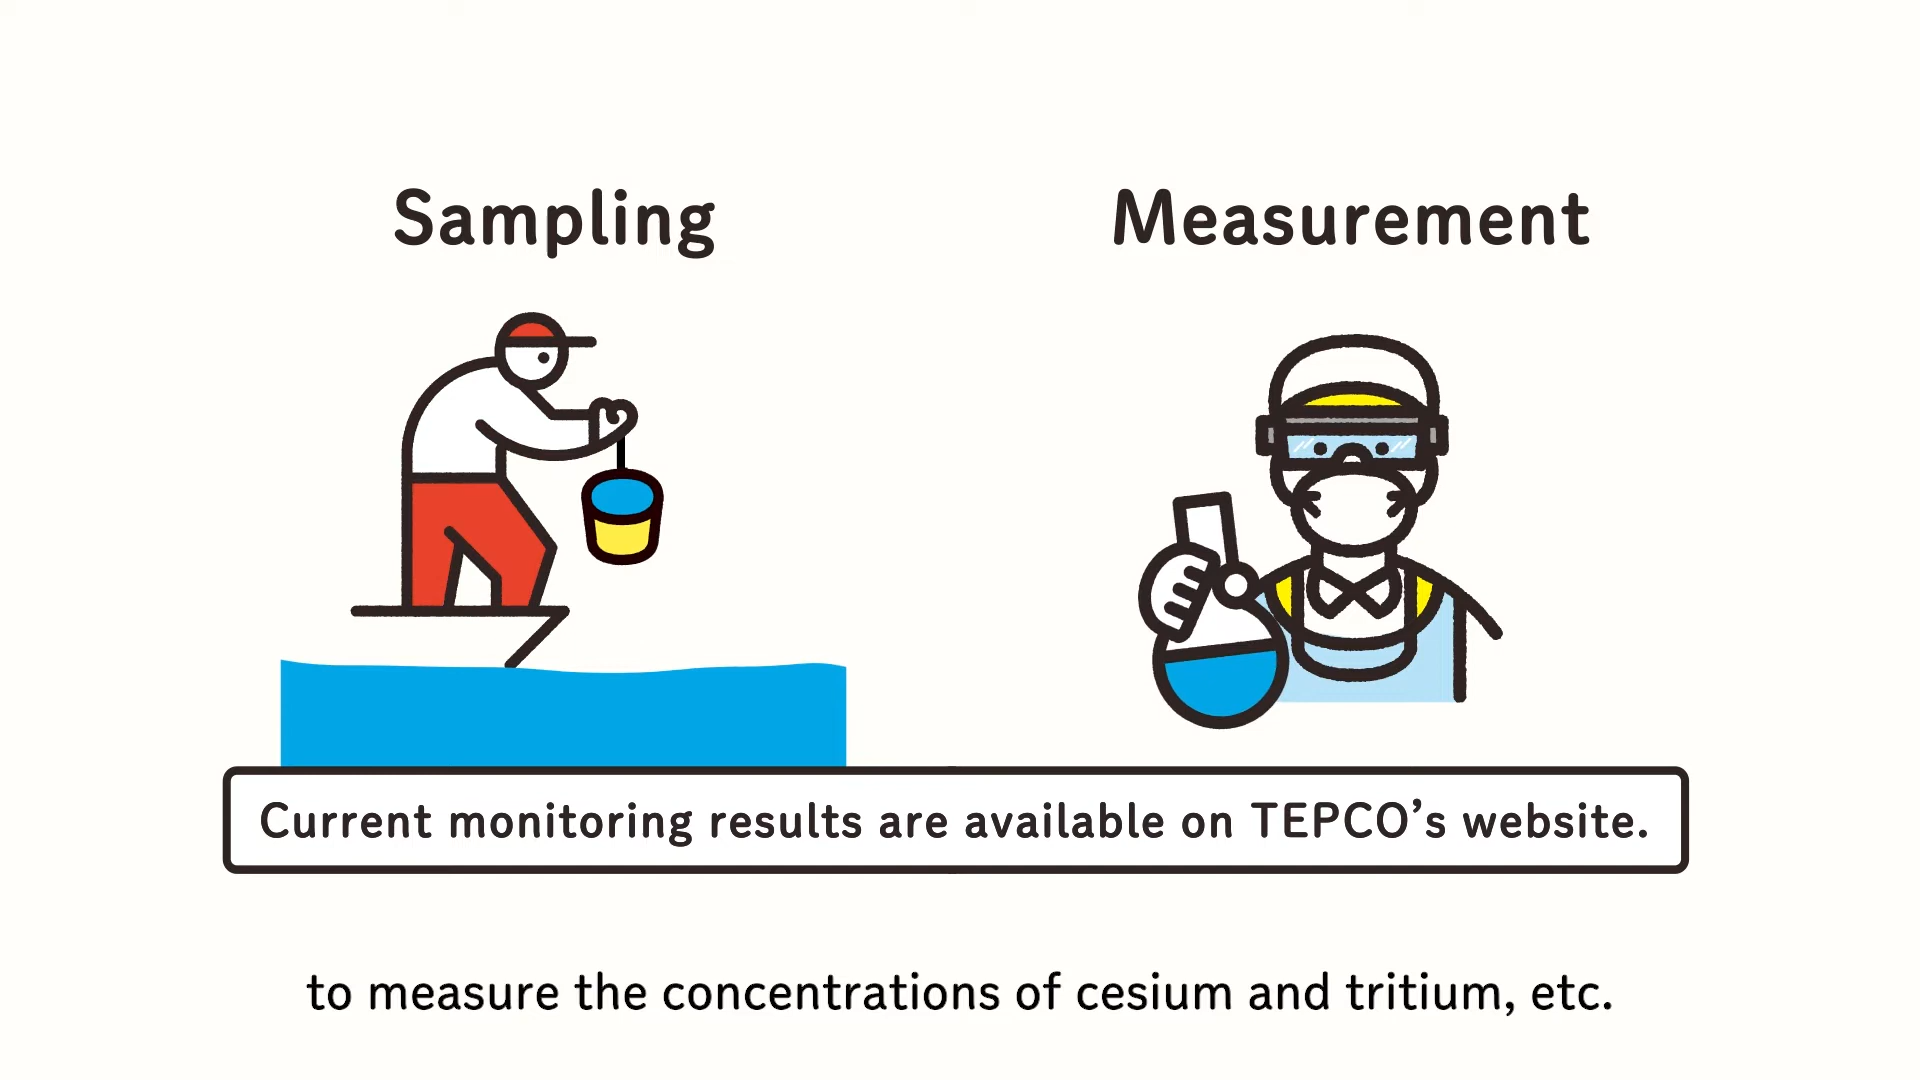 Sampling
Measurement
Current monitoring results are available on TEPCO’s website.
to measure the concentrations of cesium and tritium, etc.